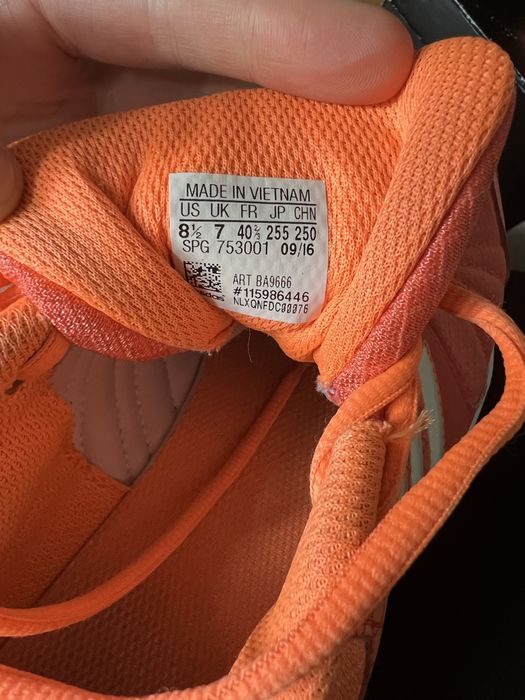 MADE IN VIETNAM
US UK FR JP CHN
8½ 7 40⅔ 255 250
SPG 753001 09/16
ART BA9666
#115986446
NLXQNFDC00076